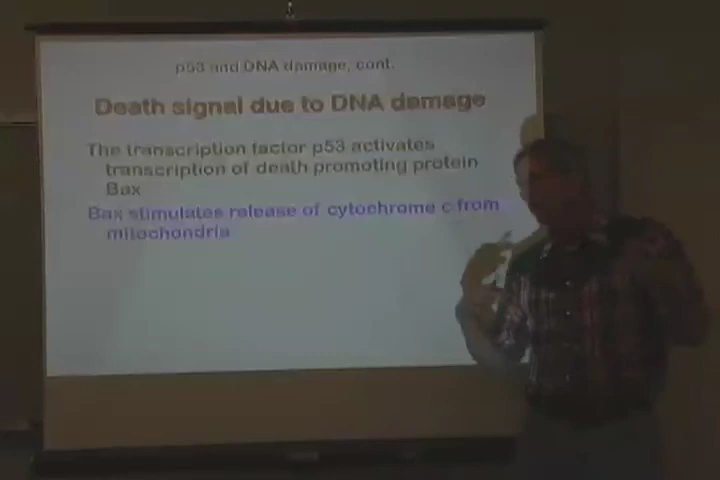 p53 and DNA damage, cont.
Death signal due to DNA damage
The transcription factor p53 activates
transcription of death promoting protein
Bax
Bax stimulates release of cytochrome c from
mitochondria